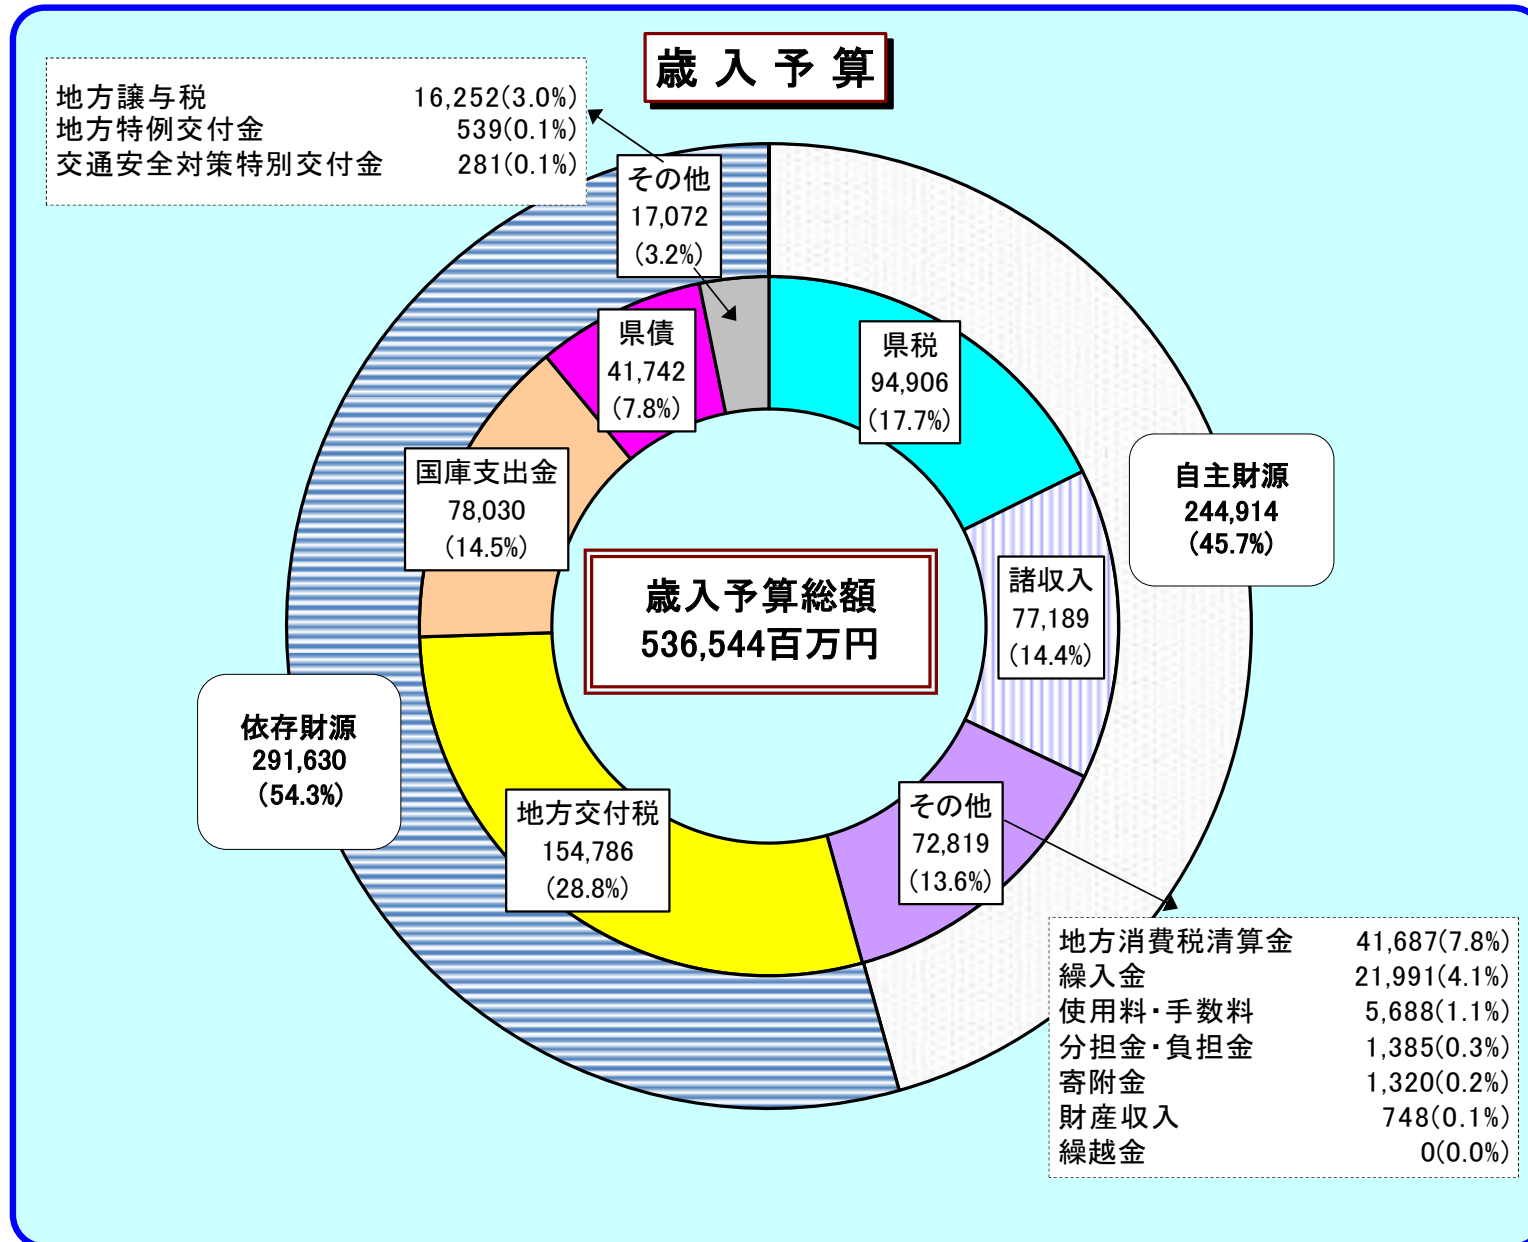 歳入予算
地方譲与税 16,252(3.0%)
地方特例交付金 539(0.1%)
交通安全対策特別交付金 281(0.1%)
その他
17,072
(3.2%)
県債
41,742
(7.8%)
県税
94,906
(17.7%)
国庫支出金
78,030
(14.5%)
自主財源
244,914
(45.7%)
諸収入
77,189
(14.4%)
歳入予算総額
536,544百万円
依存財源
291,630
(54.3%)
地方交付税
154,786
(28.8%)
その他
72,819
(13.6%)
地方消費税清算金 41,687(7.8%)
繰入金 21,991(4.1%)
使用料・手数料 5,688(1.1%)
分担金・負担金 1,385(0.3%)
寄附金 1,320(0.2%)
財産収入 748(0.1%)
繰越金 0(0.0%)